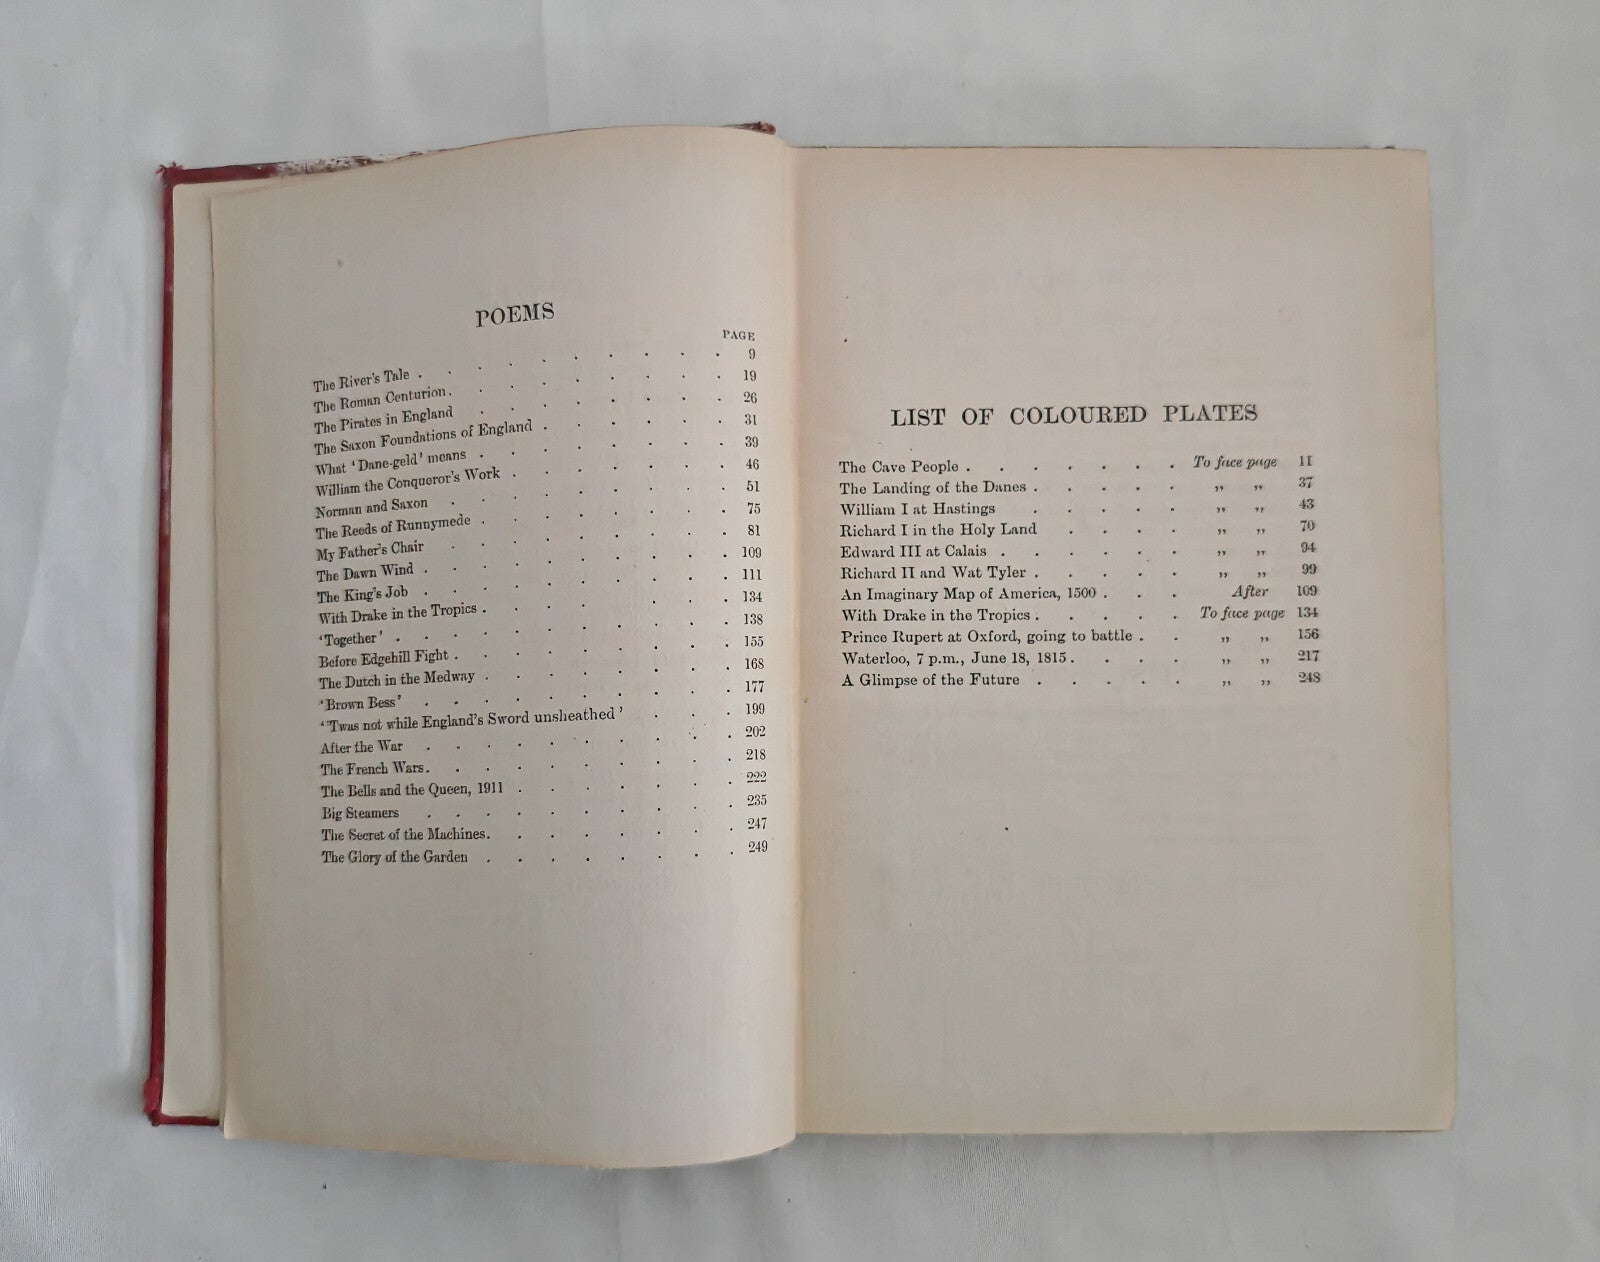 POEMS
PAGE
The River's Tale . . . . . . . . . 9
The Roman Centurion . . . . . . . . 19
The Pirates in England . . . . . . . . 26
The Saxon Foundations of England . . . . . . 31
What 'Dane-geld' means . . . . . . . . 39
William the Conqueror's Work . . . . . . . 46
Norman and Saxon . . . . . . . . 51
The Reeds of Runnymede . . . . . . . . 75
My Father's Chair . . . . . . . . 81
The Dawn Wind . . . . . . . . . 109
The King's Job . . . . . . . . . 111
With Drake in the Tropics . . . . . . . 134
'Together' . . . . . . . . . . 138
Before Edgehill Fight . . . . . . . . 155
The Dutch in the Medway . . . . . . . . 168
'Brown Bess' . . . . . . . . . 177
'Twas not while England's Sword unsheathed' . . . 199
After the War . . . . . . . . . 202
The French Wars . . . . . . . . . 218
The Bells and the Queen, 1911 . . . . . . . 222
Big Steamers . . . . . . . . . 235
The Secret of the Machines . . . . . . . . 247
The Glory of the Garden . . . . . . . . 249
LIST OF COLOURED PLATES
The Cave People . . . . . . . To face page 11
The Landing of the Danes . . . . . „ „ 37
William I at Hastings . . . . . „ „ 43
Richard I in the Holy Land . . . . „ „ 70
Edward III at Calais . . . . . . „ „ 94
Richard II and Wat Tyler . . . . . „ „ 99
An Imaginary Map of America, 1500 . . . After 109
With Drake in the Tropics . . . . . To face page 134
Prince Rupert at Oxford, going to battle . . „ „ 156
Waterloo, 7 p.m., June 18, 1815 . . . . „ „ 217
A Glimpse of the Future . . . . . „ „ 248